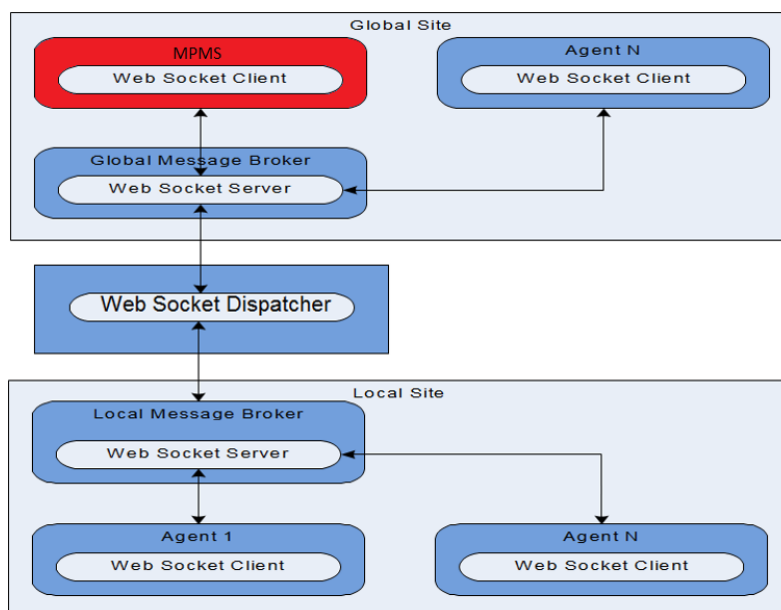 Global Site
MPMS
Web Socket Client
Agent N
Web Socket Client
Global Message Broker
Web Socket Server
Web Socket Dispatcher
Local Site
Local Message Broker
Web Socket Server
Agent 1
Web Socket Client
Agent N
Web Socket Client